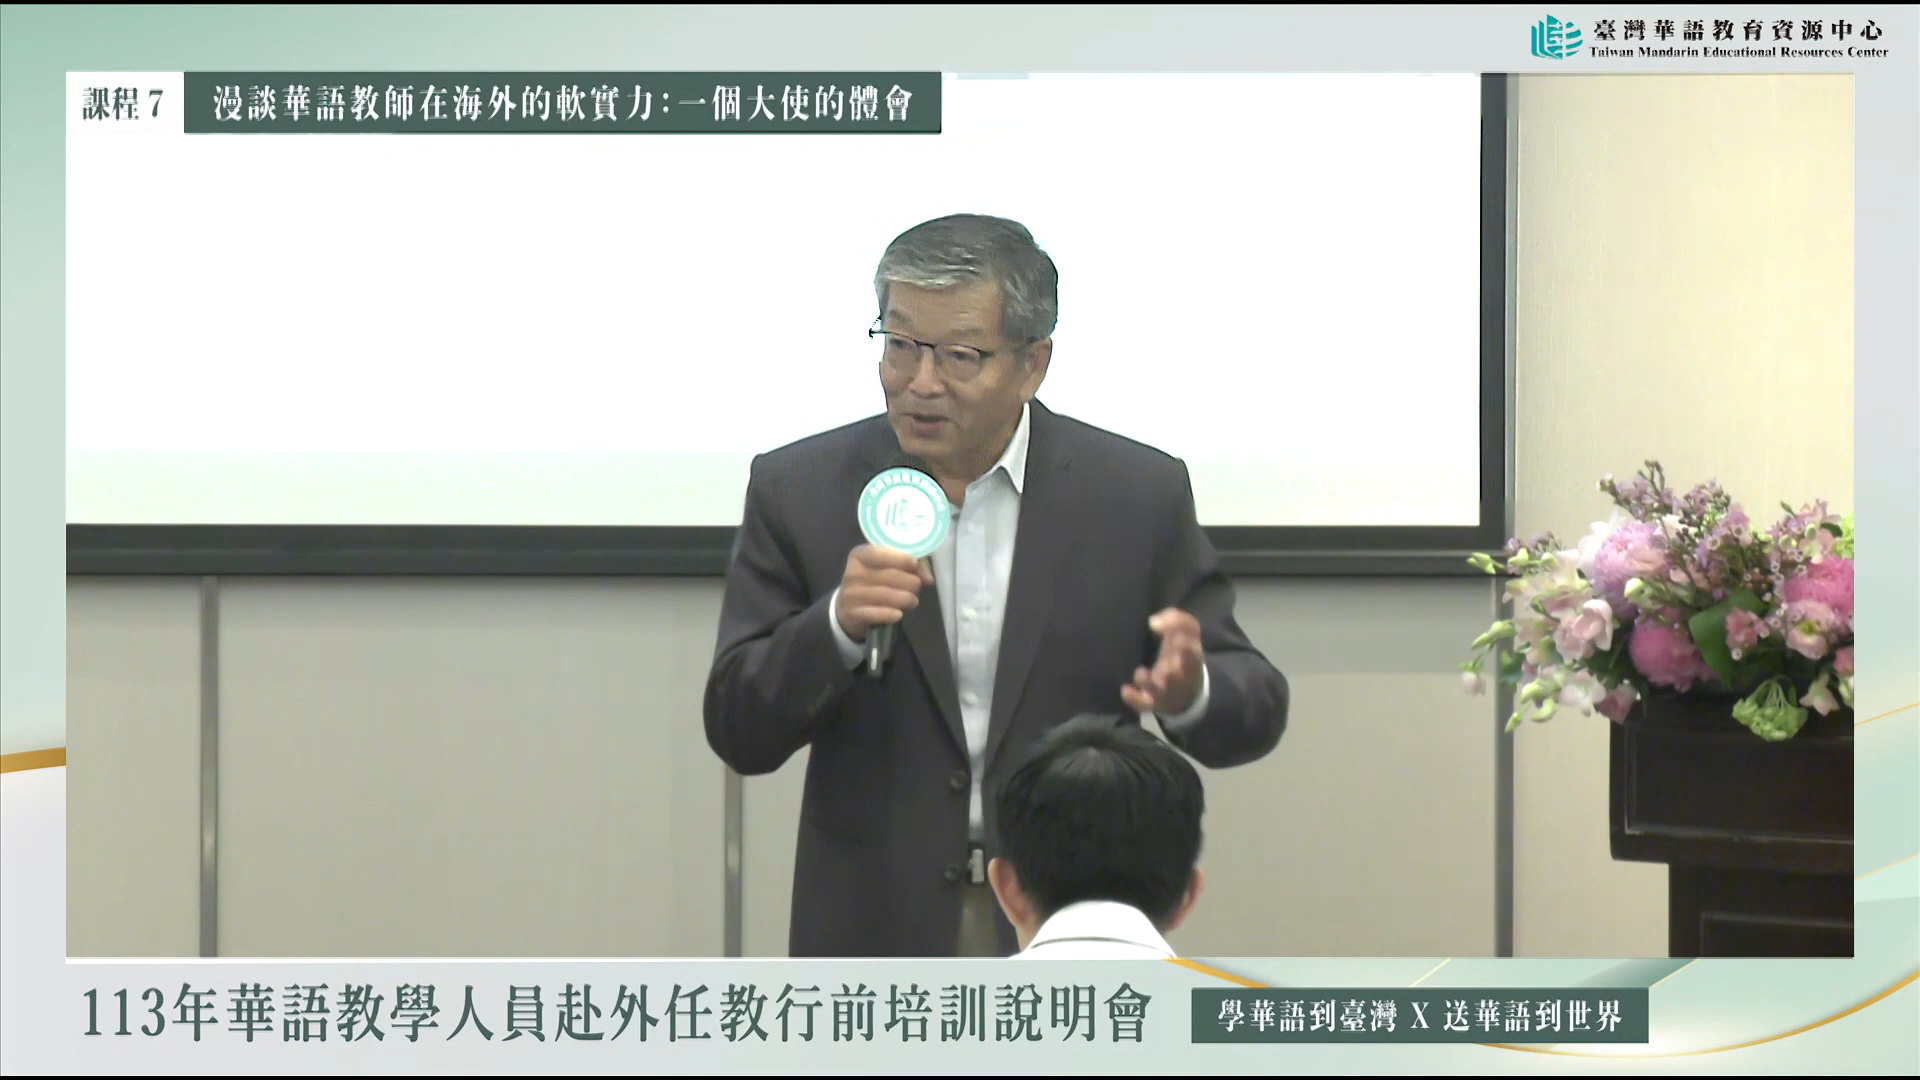 臺灣華語教育資源中心
Taiwan Mandarin Educational Resources Center
課程 7
漫談華語教師在海外的軟實力：一個大使的體會
113年華語教學人員赴外任教行前培訓說明會
學華語到臺灣 X 送華語到世界